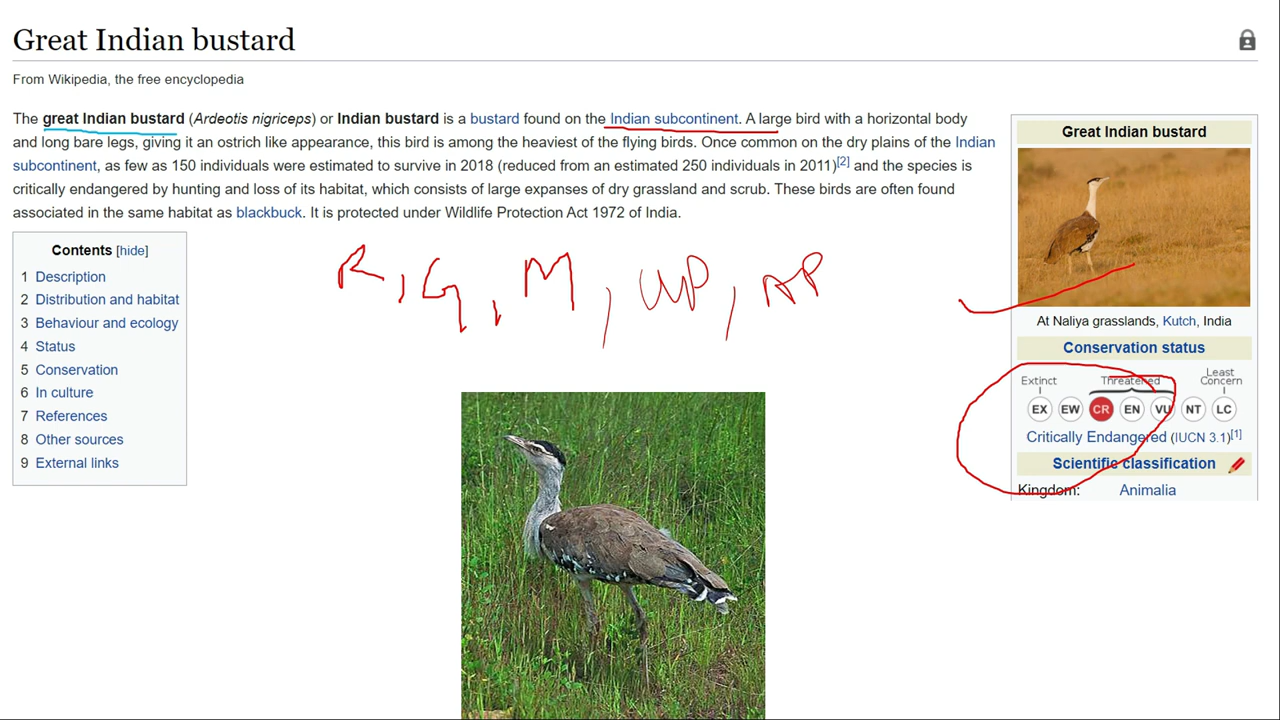 Great Indian bustard
From Wikipedia, the free encyclopedia
The great Indian bustard (Ardeotis nigriceps) or Indian bustard is a bustard found on the Indian subcontinent. A large bird with a horizontal body
and long bare legs, giving it an ostrich like appearance, this bird is among the heaviest of the flying birds. Once common on the dry plains of the Indian
subcontinent, as few as 150 individuals were estimated to survive in 2018 (reduced from an estimated 250 individuals in 2011)[2] and the species is
critically endangered by hunting and loss of its habitat, which consists of large expanses of dry grassland and scrub. These birds are often found
associated in the same habitat as blackbuck. It is protected under Wildlife Protection Act 1972 of India.
Contents [hide]
1 Description
2 Distribution and habitat
3 Behaviour and ecology
4 Status
5 Conservation
6 In culture
7 References
8 Other sources
9 External links
R, G, M, UP, AP
Great Indian bustard
At Naliya grasslands, Kutch, India
Conservation status
Extinct Threatened Least
Concern
EX EW CR EN VU NT LC
Critically Endangered (IUCN 3.1)[1]
Scientific classification
Kingdom: Animalia